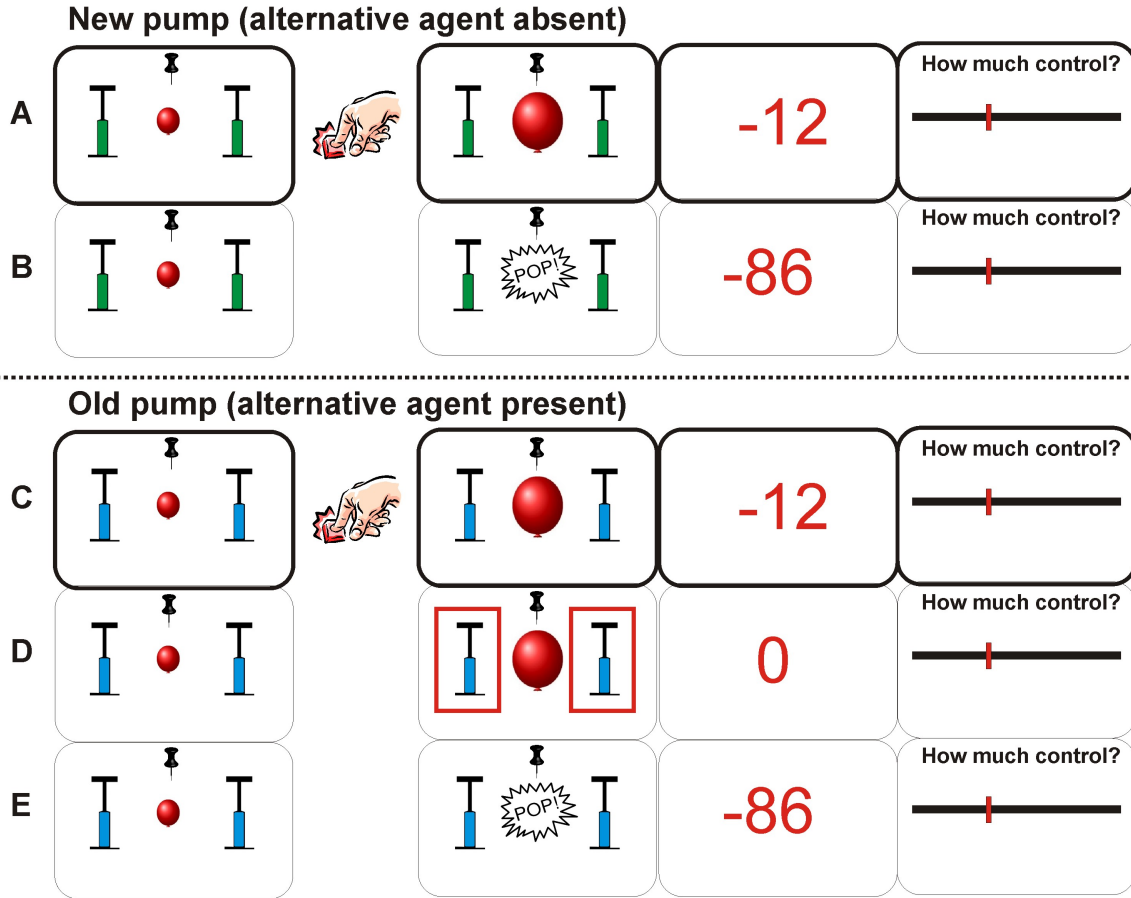 New pump (alternative agent absent)
A
-12
How much control?
B
POP!
-86
How much control?
Old pump (alternative agent present)
C
-12
How much control?
D
0
How much control?
E
POP!
-86
How much control?